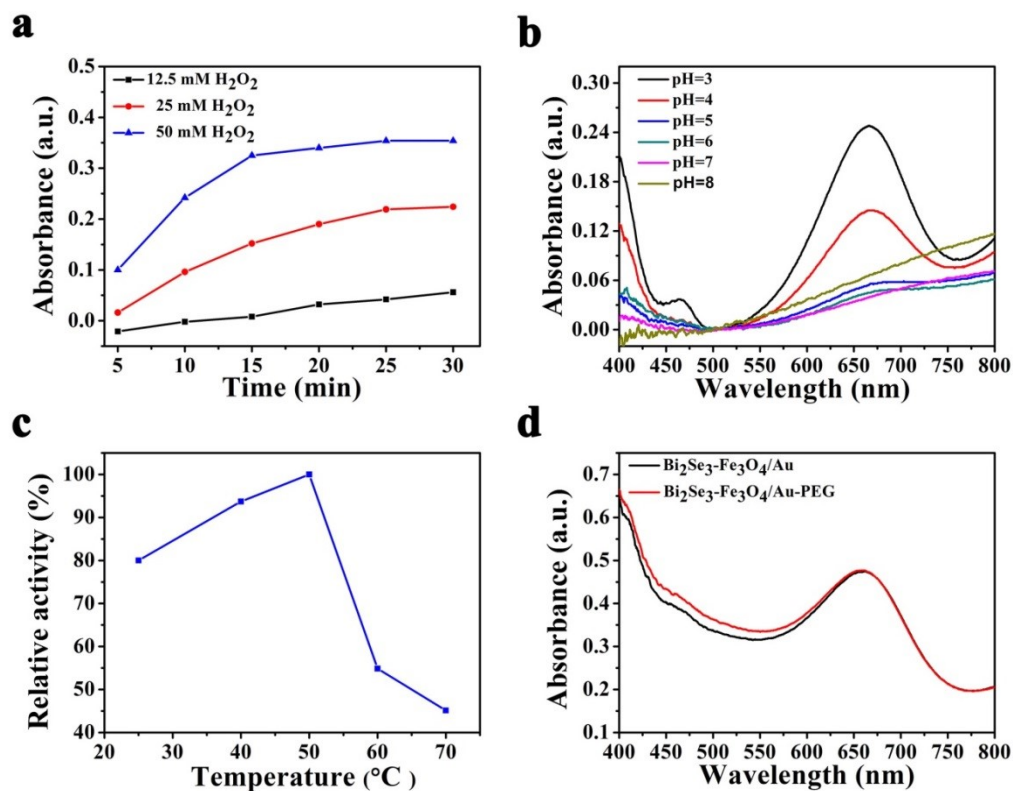 a
Absorbance (a.u.)
0.5
0.4
0.3
0.2
0.1
0.0
12.5 mM H₂O₂
25 mM H₂O₂
50 mM H₂O₂
5 10 15 20 25 30
Time (min)
b
Absorbance (a.u.)
0.30
0.24
0.18
0.12
0.06
0.00
pH=3
pH=4
pH=5
pH=6
pH=7
pH=8
400 450 500 550 600 650 700 750 800
Wavelength (nm)
c
Relative activity (%)
100
90
80
70
60
50
40
20 30 40 50 60 70
Temperature (°C)
d
Absorbance (a.u.)
0.7
0.6
0.5
0.4
0.3
0.2
0.1
Bi₂Se₃-Fe₃O₄/Au
Bi₂Se₃-Fe₃O₄/Au-PEG
400 450 500 550 600 650 700 750 800
Wavelength (nm)